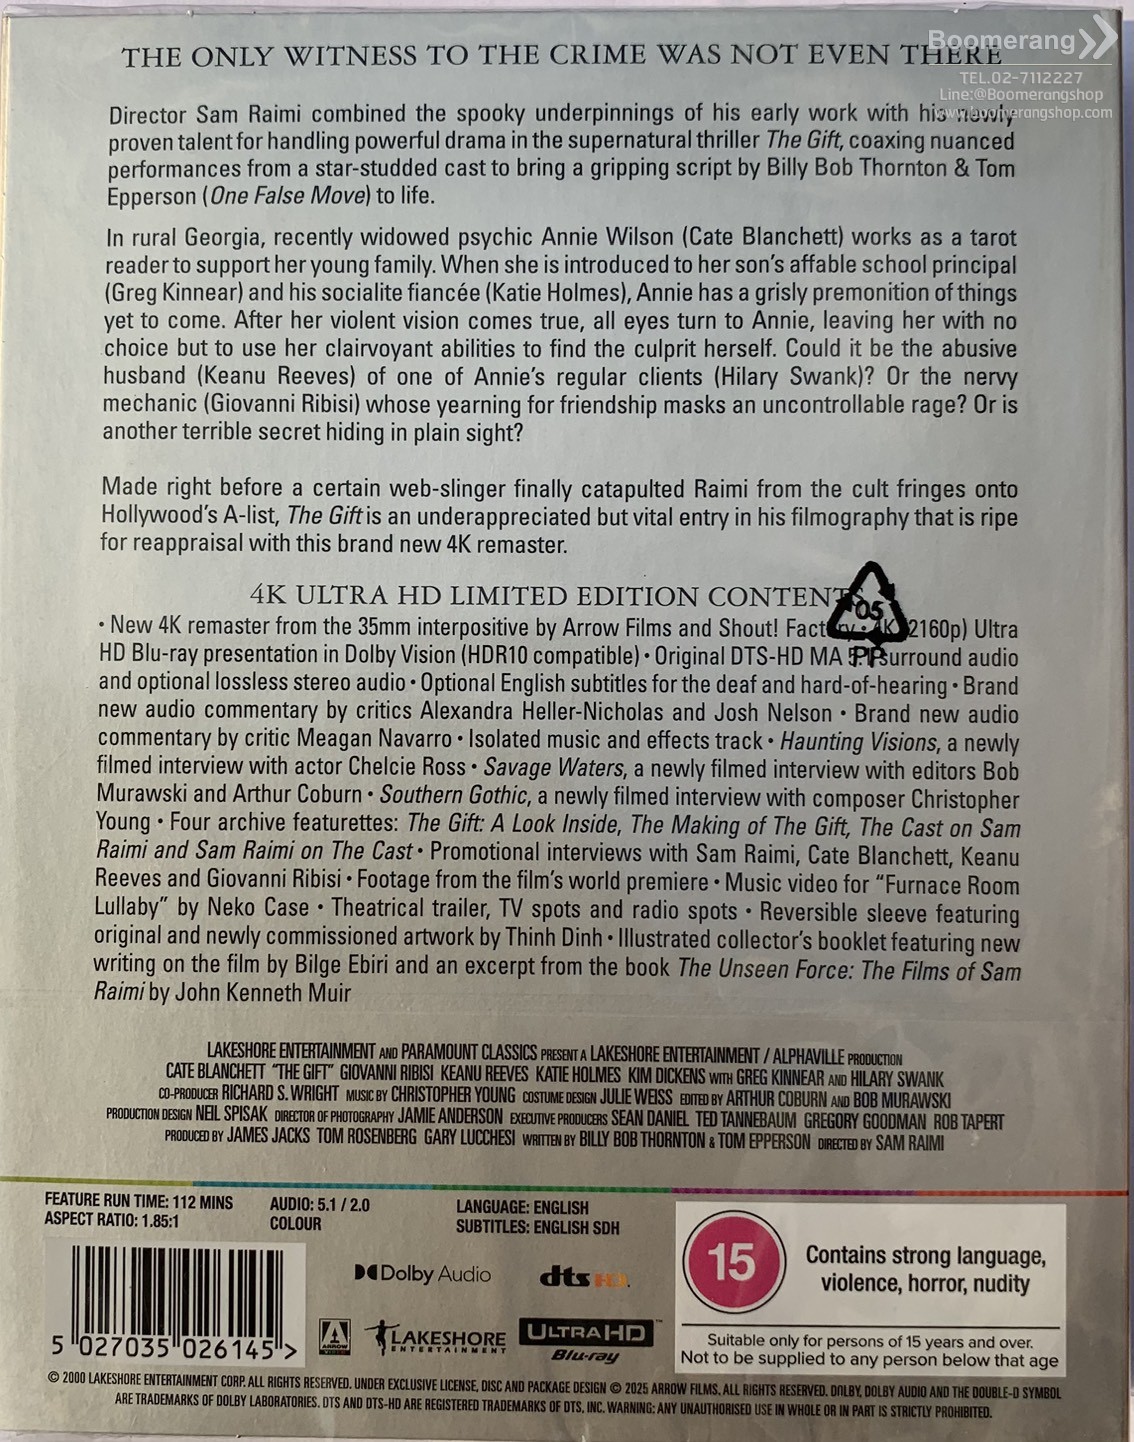 Boomerang
TEL.02-7112227
Line:@Boomerangshop
www.boomerangshop.com
THE ONLY WITNESS TO THE CRIME WAS NOT EVEN THERE
Director Sam Raimi combined the spooky underpinnings of his early work with his newly
proven talent for handling powerful drama in the supernatural thriller The Gift, coaxing nuanced
performances from a star-studded cast to bring a gripping script by Billy Bob Thornton & Tom
Epperson (One False Move) to life.
In rural Georgia, recently widowed psychic Annie Wilson (Cate Blanchett) works as a tarot
reader to support her young family. When she is introduced to her son's affable school principal
(Greg Kinnear) and his socialite fiancée (Katie Holmes), Annie has a grisly premonition of things
yet to come. After her violent vision comes true, all eyes turn to Annie, leaving her with no
choice but to use her clairvoyant abilities to find the culprit herself. Could it be the abusive
husband (Keanu Reeves) of one of Annie's regular clients (Hilary Swank)? Or the nervy
mechanic (Giovanni Ribisi) whose yearning for friendship masks an uncontrollable rage? Or is
another terrible secret hiding in plain sight?
Made right before a certain web-slinger finally catapulted Raimi from the cult fringes onto
Hollywood's A-list, The Gift is an underappreciated but vital entry in his filmography that is ripe
for reappraisal with this brand new 4K remaster.
4K ULTRA HD LIMITED EDITION CONTENTS
05
PP
• New 4K remaster from the 35mm interpositive by Arrow Films and Shout! Factory • 4K (2160p) Ultra
HD Blu-ray presentation in Dolby Vision (HDR10 compatible) • Original DTS-HD MA 5.1 surround audio
and optional lossless stereo audio • Optional English subtitles for the deaf and hard-of-hearing • Brand
new audio commentary by critics Alexandra Heller-Nicholas and Josh Nelson • Brand new audio
commentary by critic Meagan Navarro • Isolated music and effects track • Haunting Visions, a newly
filmed interview with actor Chelcie Ross • Savage Waters, a newly filmed interview with editors Bob
Murawski and Arthur Coburn • Southern Gothic, a newly filmed interview with composer Christopher
Young • Four archive featurettes: The Gift: A Look Inside, The Making of The Gift, The Cast on Sam
Raimi and Sam Raimi on The Cast • Promotional interviews with Sam Raimi, Cate Blanchett, Keanu
Reeves and Giovanni Ribisi • Footage from the film's world premiere • Music video for "Furnace Room
Lullaby" by Neko Case • Theatrical trailer, TV spots and radio spots • Reversible sleeve featuring
original and newly commissioned artwork by Thinh Dinh • Illustrated collector's booklet featuring new
writing on the film by Bilge Ebiri and an excerpt from the book The Unseen Force: The Films of Sam
Raimi by John Kenneth Muir
LAKESHORE ENTERTAINMENT AND PARAMOUNT CLASSICS PRESENT A LAKESHORE ENTERTAINMENT / ALPHAVILLE PRODUCTION
CATE BLANCHETT "THE GIFT" GIOVANNI RIBISI KEANU REEVES KATIE HOLMES KIM DICKENS WITH GREG KINNEAR AND HILARY SWANK
CO-PRODUCER RICHARD S. WRIGHT MUSIC BY CHRISTOPHER YOUNG COSTUME DESIGN JULIE WEISS EDITED BY ARTHUR COBURN AND BOB MURAWSKI
PRODUCTION DESIGN NEIL SPISAK DIRECTOR OF PHOTOGRAPHY JAMIE ANDERSON EXECUTIVE PRODUCERS SEAN DANIEL TED TANNEBAUM GREGORY GOODMAN ROB TAPERT
PRODUCED BY JAMES JACKS TOM ROSENBERG GARY LUCCHESI WRITTEN BY BILLY BOB THORNTON & TOM EPPERSON DIRECTED BY SAM RAIMI
FEATURE RUN TIME: 112 MINS
ASPECT RATIO: 1.85:1
AUDIO: 5.1 / 2.0
COLOUR
LANGUAGE: ENGLISH
SUBTITLES: ENGLISH SDH
15
Contains strong language,
violence, horror, nudity
Suitable only for persons of 15 years and over.
Not to be supplied to any person below that age
Dolby Audio
dts HD
5 027035 026145 >
ARROW
LAKESHORE
ENTERTAINMENT
ULTRA HD
Blu-ray
© 2000 LAKESHORE ENTERTAINMENT CORP. ALL RIGHTS RESERVED. UNDER EXCLUSIVE LICENSE, DISC AND PACKAGE DESIGN © 2025 ARROW FILMS. ALL RIGHTS RESERVED. DOLBY, DOLBY AUDIO AND THE DOUBLE-D SYMBOL
ARE TRADEMARKS OF DOLBY LABORATORIES. DTS AND DTS-HD ARE REGISTERED TRADEMARKS OF DTS, INC. WARNING: ANY UNAUTHORISED USE IN WHOLE OR IN PART IS STRICTLY PROHIBITED.